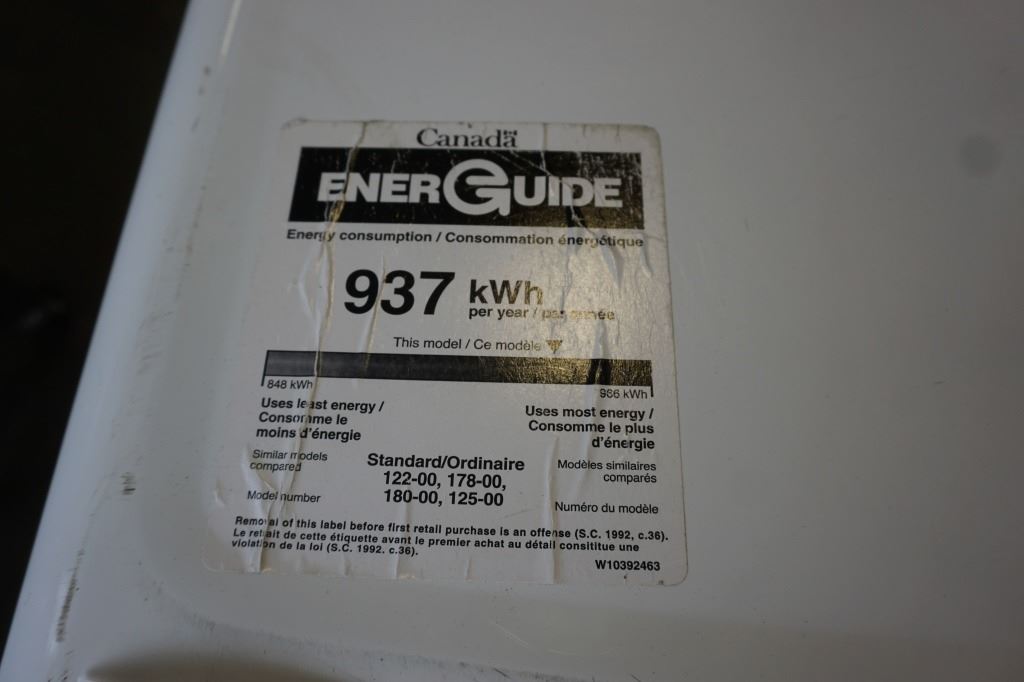 Canada
ENERGUIDE
Energy consumption / Consommation énergétique
937 kWh
per year / par année
This model / Ce modèle
848 kWh
986 kWh
Uses least energy /
Consomme le
moins d'énergie
Uses most energy /
Consomme le plus
d'énergie
Similar models
compared
Standard/Ordinaire
122-00, 178-00,
180-00, 125-00
Modèles similaires
comparés
Model number
Numéro du modèle
Removal of this label before first retail purchase is an offense (S.C. 1992, c.36).
Le retrait de cette étiquette avant le premier achat au détail consititue une
violation de la loi (S.C. 1992. c.36).
W10392463